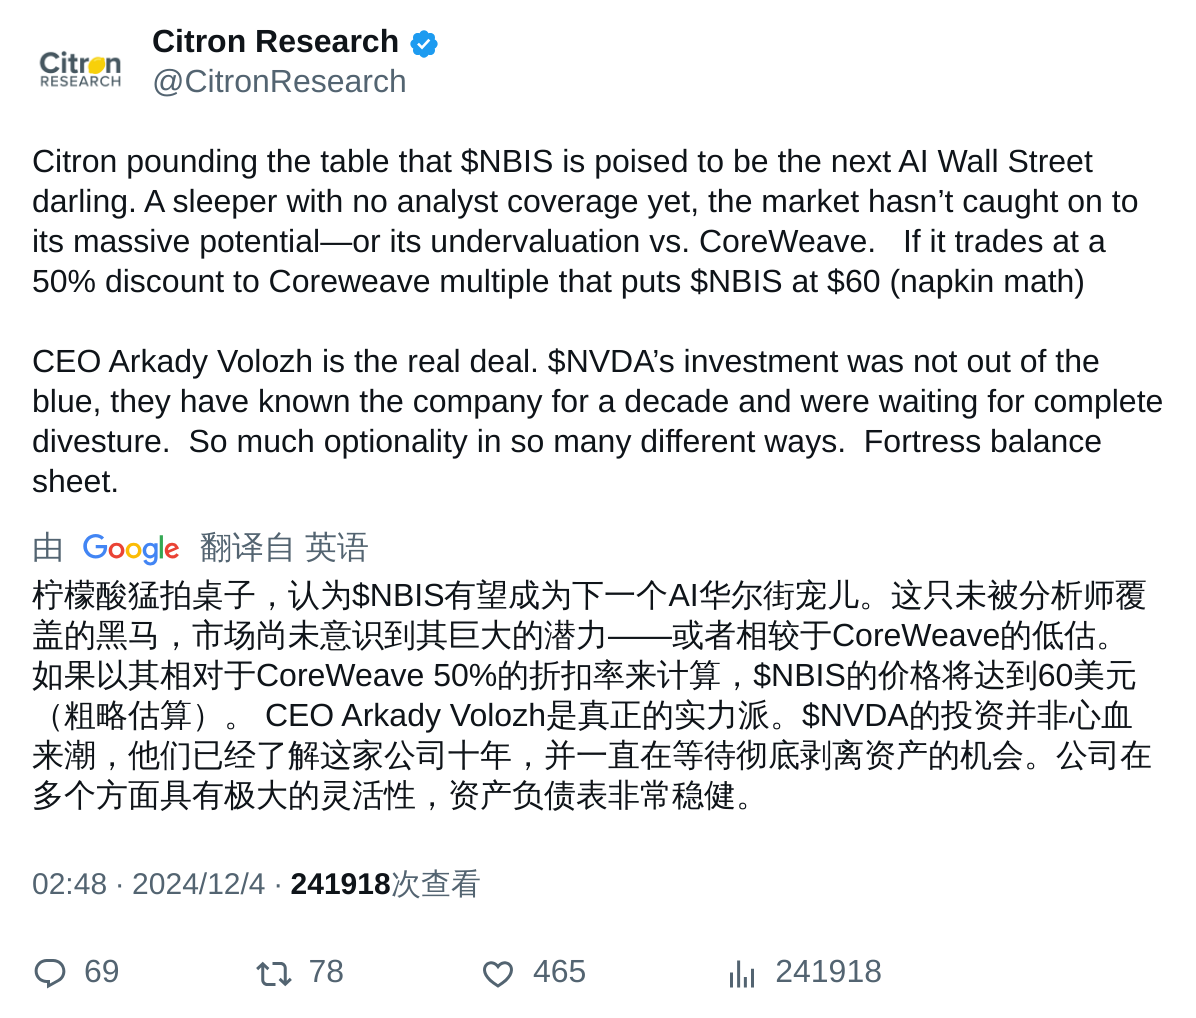 Citron
RESEARCH
Citron Research
@CitronResearch
Citron pounding the table that $NBIS is poised to be the next AI Wall Street
darling. A sleeper with no analyst coverage yet, the market hasn’t caught on to
its massive potential—or its undervaluation vs. CoreWeave.   If it trades at a
50% discount to Coreweave multiple that puts $NBIS at $60 (napkin math)
CEO Arkady Volozh is the real deal. $NVDA’s investment was not out of the
blue, they have known the company for a decade and were waiting for complete
divesture.  So much optionality in so many different ways.  Fortress balance
sheet.
由 Google 翻译自 英语
柠檬酸猛拍桌子，认为$NBIS有望成为下一个AI华尔街宠儿。这只未被分析师覆
盖的黑马，市场尚未意识到其巨大的潜力——或者相较于CoreWeave的低估。
如果以其相对于CoreWeave 50%的折扣率来计算，$NBIS的价格将达到60美元
（粗略估算）。 CEO Arkady Volozh是真正的实力派。$NVDA的投资并非心血
来潮，他们已经了解这家公司十年，并一直在等待彻底剥离资产的机会。公司在
多个方面具有极大的灵活性，资产负债表非常稳健。
02:48 · 2024/12/4 · 241918次查看
69 78 465 241918